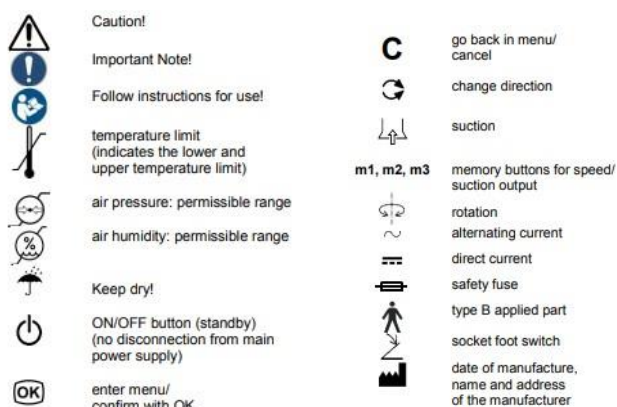 Caution!
Important Note!
Follow instructions for use!
temperature limit
(indicates the lower and
upper temperature limit)
air pressure: permissible range
%
air humidity: permissible range
Keep dry!
ON/OFF button (standby)
(no disconnection from main
power supply)
OK
enter menu/
confirm with OK
C
go back in menu/
cancel
change direction
suction
m1, m2, m3
memory buttons for speed/
suction output
rotation
alternating current
direct current
safety fuse
type B applied part
socket foot switch
date of manufacture,
name and address
of the manufacturer